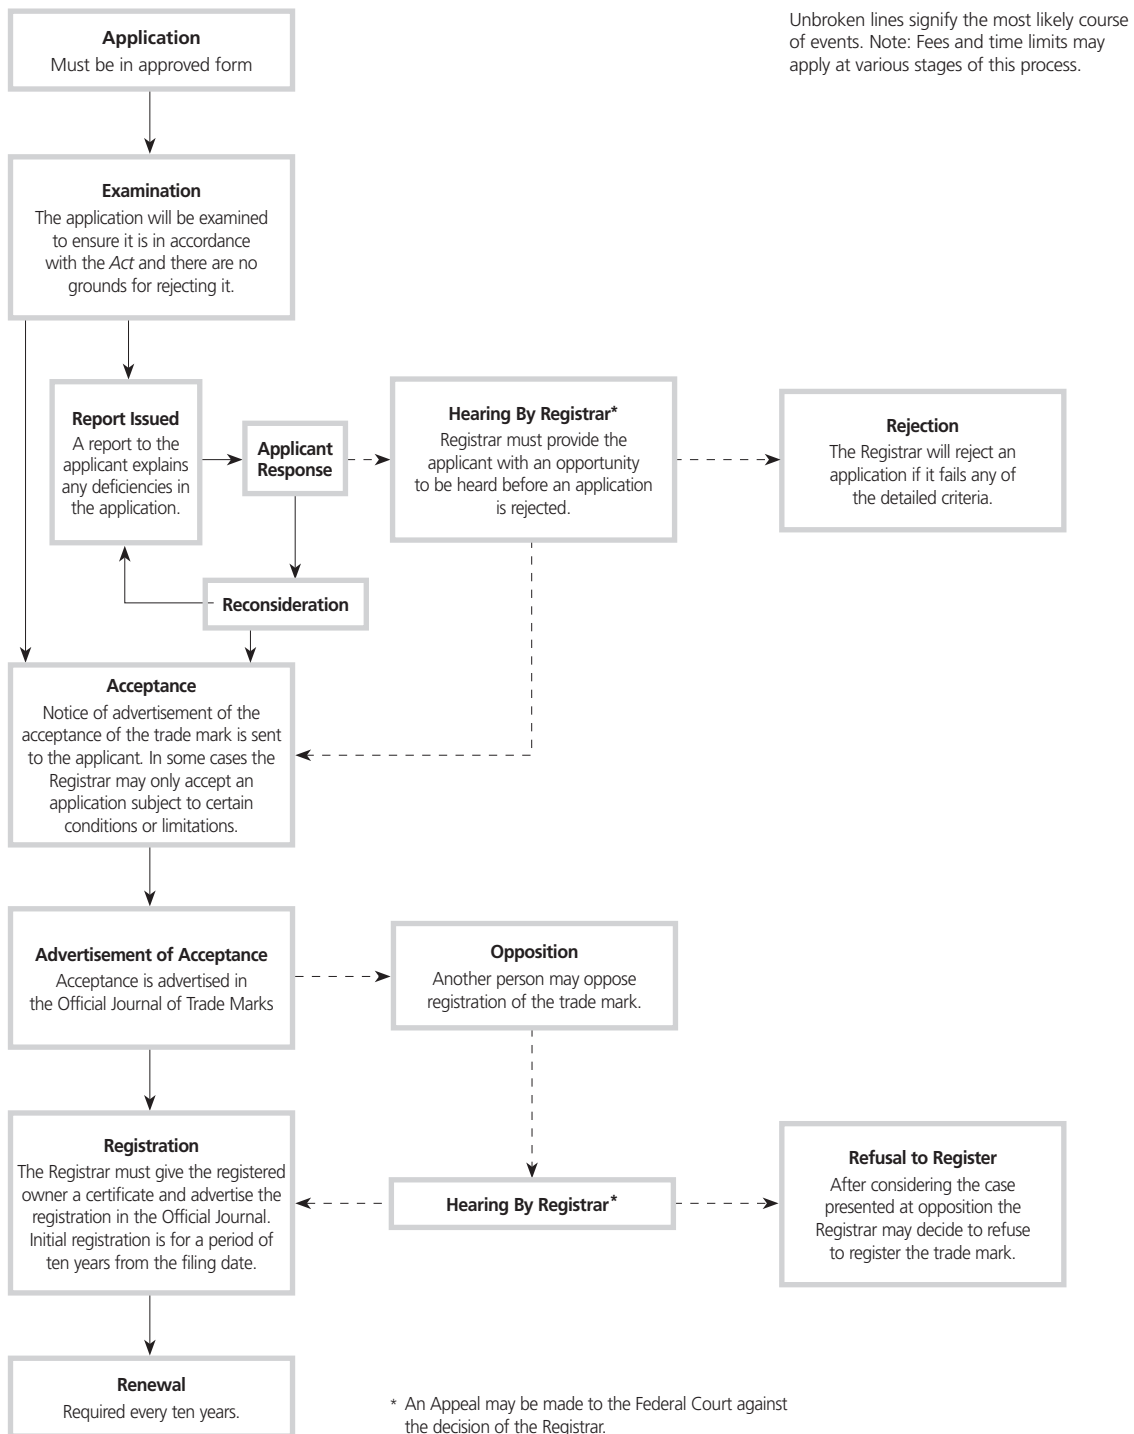 Unbroken lines signify the most likely course
of events. Note: Fees and time limits may
apply at various stages of this process.
Application
Must be in approved form
Examination
The application will be examined
to ensure it is in accordance
with the Act and there are no
grounds for rejecting it.
Report Issued
A report to the
applicant explains
any deficiencies in
the application.
Applicant
Response
Hearing By Registrar*
Registrar must provide the
applicant with an opportunity
to be heard before an application
is rejected.
Rejection
The Registrar will reject an
application if it fails any of
the detailed criteria.
Reconsideration
Acceptance
Notice of advertisement of the
acceptance of the trade mark is sent
to the applicant. In some cases the
Registrar may only accept an
application subject to certain
conditions or limitations.
Advertisement of Acceptance
Acceptance is advertised in
the Official Journal of Trade Marks
Opposition
Another person may oppose
registration of the trade mark.
Registration
The Registrar must give the registered
owner a certificate and advertise the
registration in the Official Journal.
Initial registration is for a period of
ten years from the filing date.
Hearing By Registrar*
Refusal to Register
After considering the case
presented at opposition the
Registrar may decide to refuse
to register the trade mark.
Renewal
Required every ten years.
* An Appeal may be made to the Federal Court against
the decision of the Registrar.